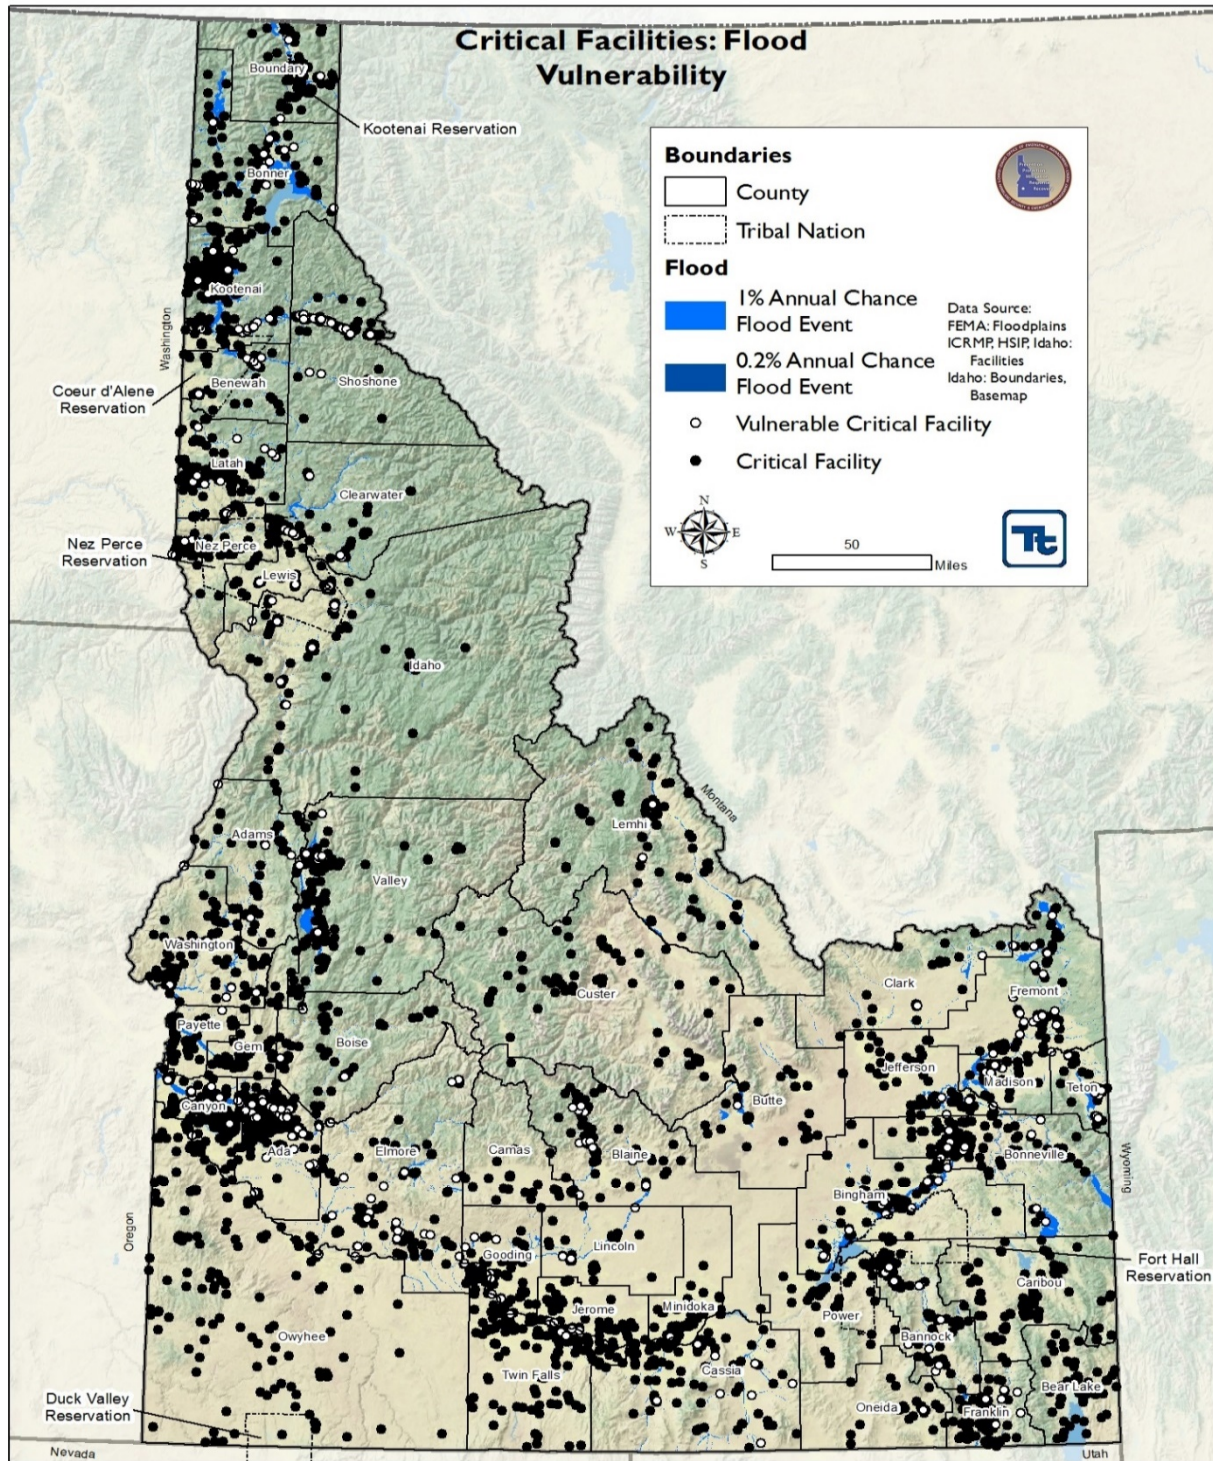 Critical Facilities: Flood
Vulnerability
Boundary
Kootenai Reservation
Bonner
Kootenai
Washington
Coeur d'Alene
Reservation
Benewah
Shoshone
Latah
Clearwater
Nez Perce
Reservation
Nez Perce
Lewis
Idaho
Boundaries
County
Tribal Nation
Flood
1% Annual Chance
Flood Event
0.2% Annual Chance
Flood Event
Vulnerable Critical Facility
Critical Facility
Data Source:
FEMA: Floodplains
ICRMP, HSIP, Idaho:
Facilities
Idaho: Boundaries,
Basemap
N
W E
S
50
Miles
Tt
Montana
Lemhi
Adams
Valley
Washington
Custer
Clark
Fremont
Payette
Gem
Boise
Jefferson
Madison
Teton
Canyon
Butte
Ada
Elmore
Camas
Blaine
Bonneville
Wyoming
Bingham
Oregon
Gooding
Lincoln
Fort Hall
Reservation
Caribou
Jerome
Minidoka
Power
Bannock
Owyhee
Twin Falls
Cassia
Bear Lake
Oneida
Franklin
Duck Valley
Reservation
Nevada
Utah